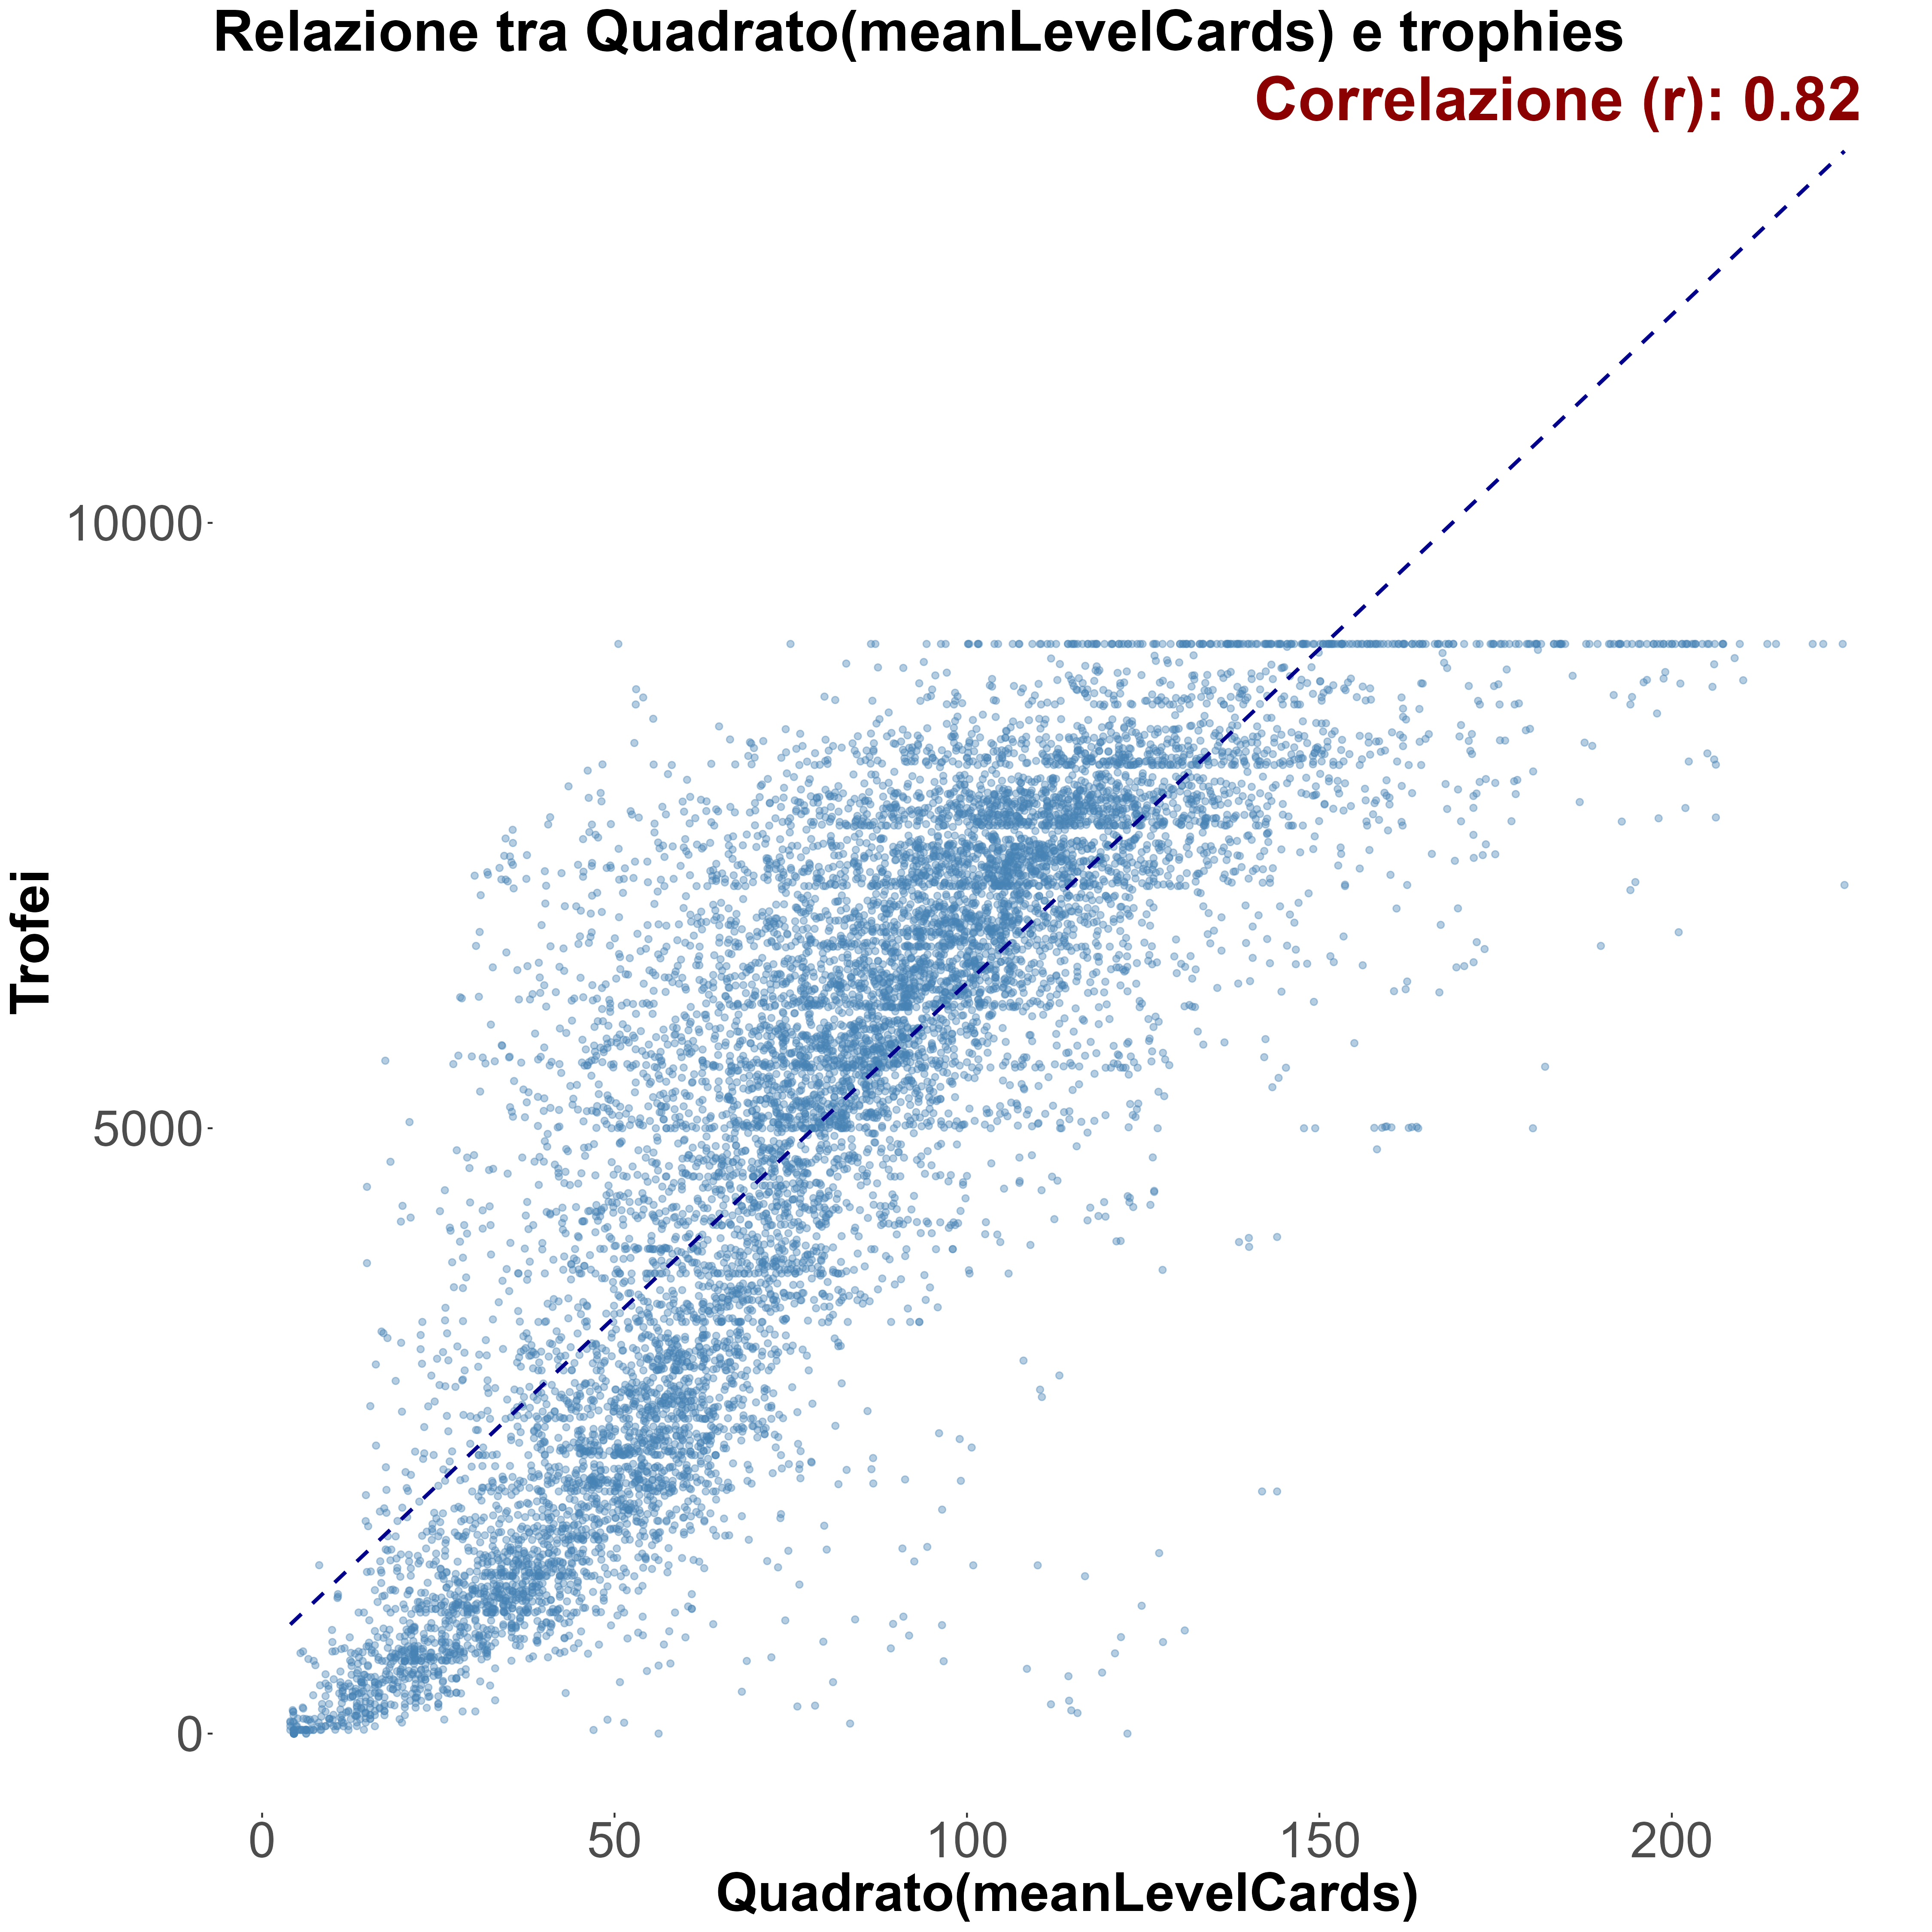 Relazione tra Quadrato(meanLevelCards) e trophies
Correlazione (r): 0.82
10000
5000
0
Trofei
0 50 100 150 200
Quadrato(meanLevelCards)